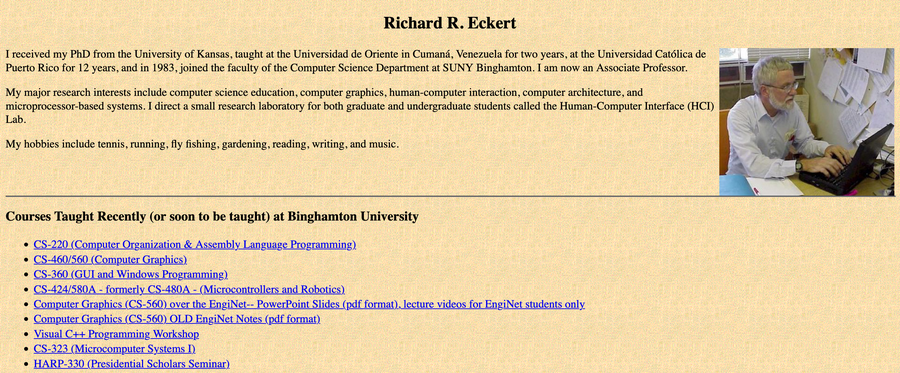 Richard R. Eckert
I received my PhD from the University of Kansas, taught at the Universidad de Oriente in Cumaná, Venezuela for two years, at the Universidad Católica de
Puerto Rico for 12 years, and in 1983, joined the faculty of the Computer Science Department at SUNY Binghamton. I am now an Associate Professor.
My major research interests include computer science education, computer graphics, human-computer interaction, computer architecture, and
microprocessor-based systems. I direct a small research laboratory for both graduate and undergraduate students called the Human-Computer Interface (HCI)
Lab.
My hobbies include tennis, running, fly fishing, gardening, reading, writing, and music.
Courses Taught Recently (or soon to be taught) at Binghamton University
CS-220 (Computer Organization & Assembly Language Programming)
CS-460/560 (Computer Graphics)
CS-360 (GUI and Windows Programming)
CS-424/580A - formerly CS-480A - (Microcontrollers and Robotics)
Computer Graphics (CS-560) over the EngiNet-- PowerPoint Slides (pdf format), lecture videos for EngiNet students only
Computer Graphics (CS-560) OLD EngiNet Notes (pdf format)
Visual C++ Programming Workshop
CS-323 (Microcomputer Systems I)
HARP-330 (Presidential Scholars Seminar)